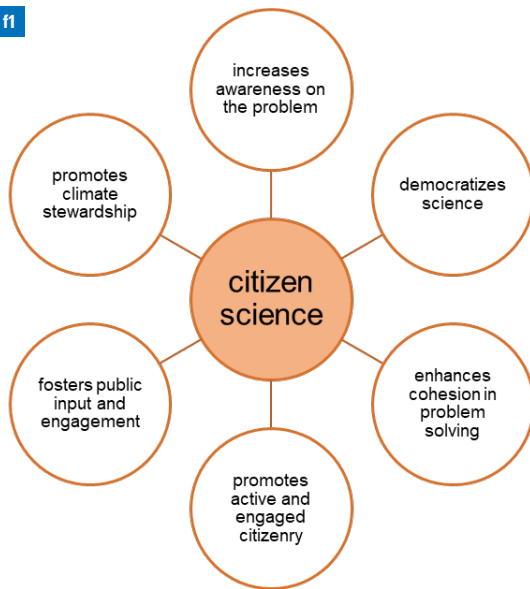 f1
increases
awareness on
the problem
democratizes
science
enhances
cohesion in
problem
solving
promotes
active and
engaged
citizenry
fosters public
input and
engagement
promotes
climate
stewardship
citizen
science